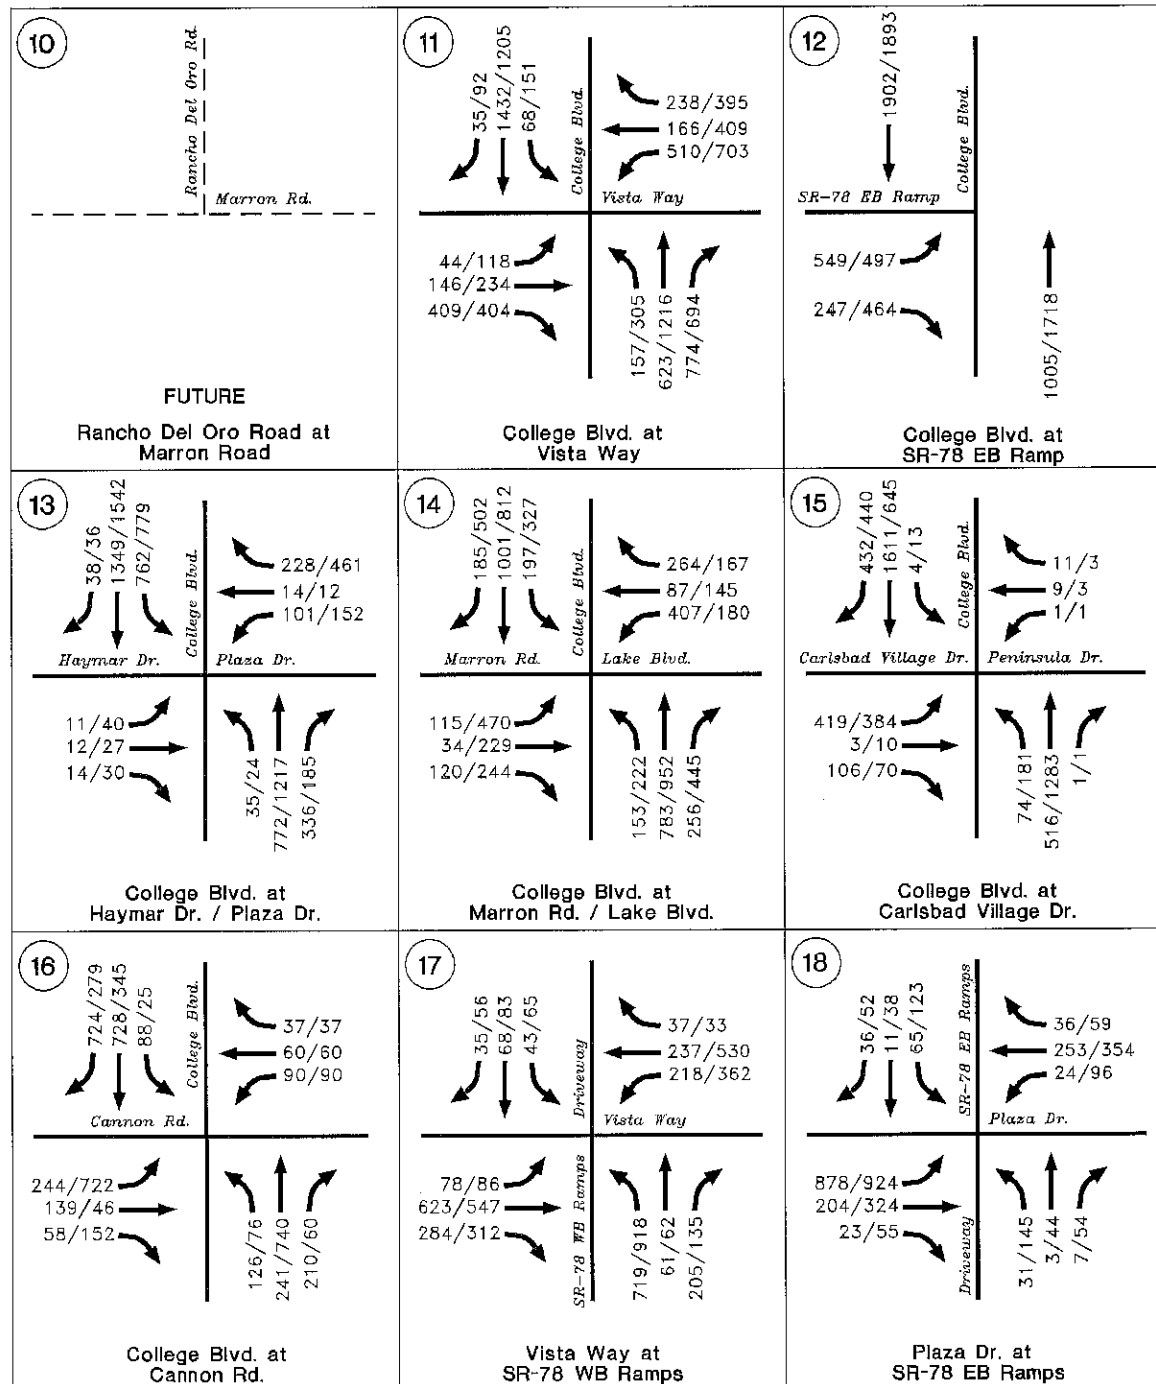 10
Rancho Del Oro Rd.
Marron Rd.
FUTURE
Rancho Del Oro Road at
Marron Road
11
35/92
1432/1205
68/151
College Blvd.
238/395
166/409
510/703
Vista Way
44/118
146/234
409/404
157/305
623/1216
774/694
College Blvd. at
Vista Way
12
1902/1893
College Blvd.
SR-78 EB Ramp
549/497
247/464
1005/1718
College Blvd. at
SR-78 EB Ramp
13
38/36
1349/1542
762/779
College Blvd.
228/461
14/12
101/152
Haymar Dr.
Plaza Dr.
11/40
12/27
14/30
35/24
772/1217
336/185
College Blvd. at
Haymar Dr. / Plaza Dr.
14
185/502
1001/812
197/327
College Blvd.
264/167
87/145
407/180
Marron Rd.
Lake Blvd.
115/470
34/229
120/244
153/222
783/952
256/445
College Blvd. at
Marron Rd. / Lake Blvd.
15
432/440
1611/645
4/13
College Blvd.
11/3
9/3
1/1
Carlsbad Village Dr.
Peninsula Dr.
419/384
3/10
106/70
74/181
516/1283
1/1
College Blvd. at
Carlsbad Village Dr.
16
724/279
728/345
88/25
College Blvd.
37/37
60/60
90/90
Cannon Rd.
244/722
139/46
58/152
126/76
241/740
210/60
College Blvd. at
Cannon Rd.
17
35/56
68/83
43/65
Driveway
37/33
237/530
218/362
Vista Way
78/86
623/547
284/312
SR-78 WB Ramps
719/918
61/62
205/135
Vista Way at
SR-78 WB Ramps
18
36/52
11/38
65/123
SR-78 EB Ramps
36/59
253/354
24/96
Plaza Dr.
878/924
204/324
23/55
Driveway
31/145
3/44
7/54
Plaza Dr. at
SR-78 EB Ramps